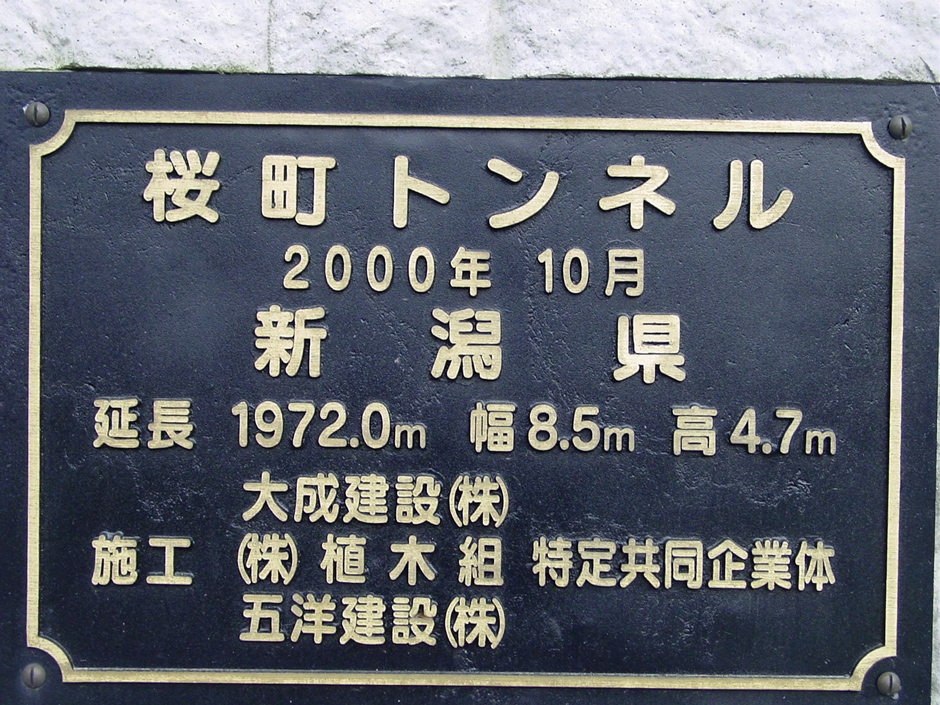 桜町トンネル
2000年 10月
新潟県
延長 1972.0m 幅8.5m 高4.7m
大成建設㈱
施工 ㈱植木組 特定共同企業体
五洋建設㈱